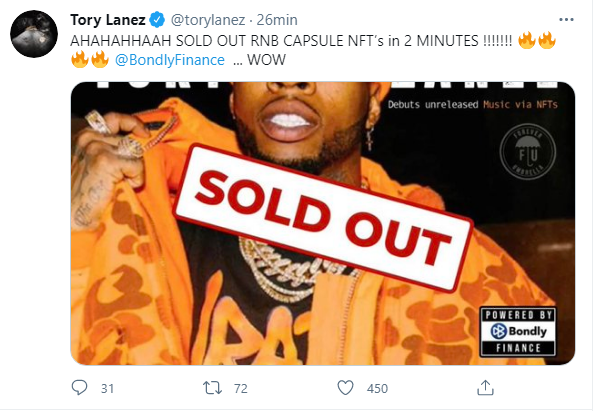 Tory Lanez @torylanez · 26min
AHAHAHHAAH SOLD OUT RNB CAPSULE NFT's in 2 MINUTES !!!!!!! 🔥🔥
🔥🔥 @BondlyFinance ... WOW
Debuts unreleased Music via NFTs
FOREVER
FU
UMBRELLA
SOLD OUT
POWERED BY
Bondly
FINANCE
31 72 450